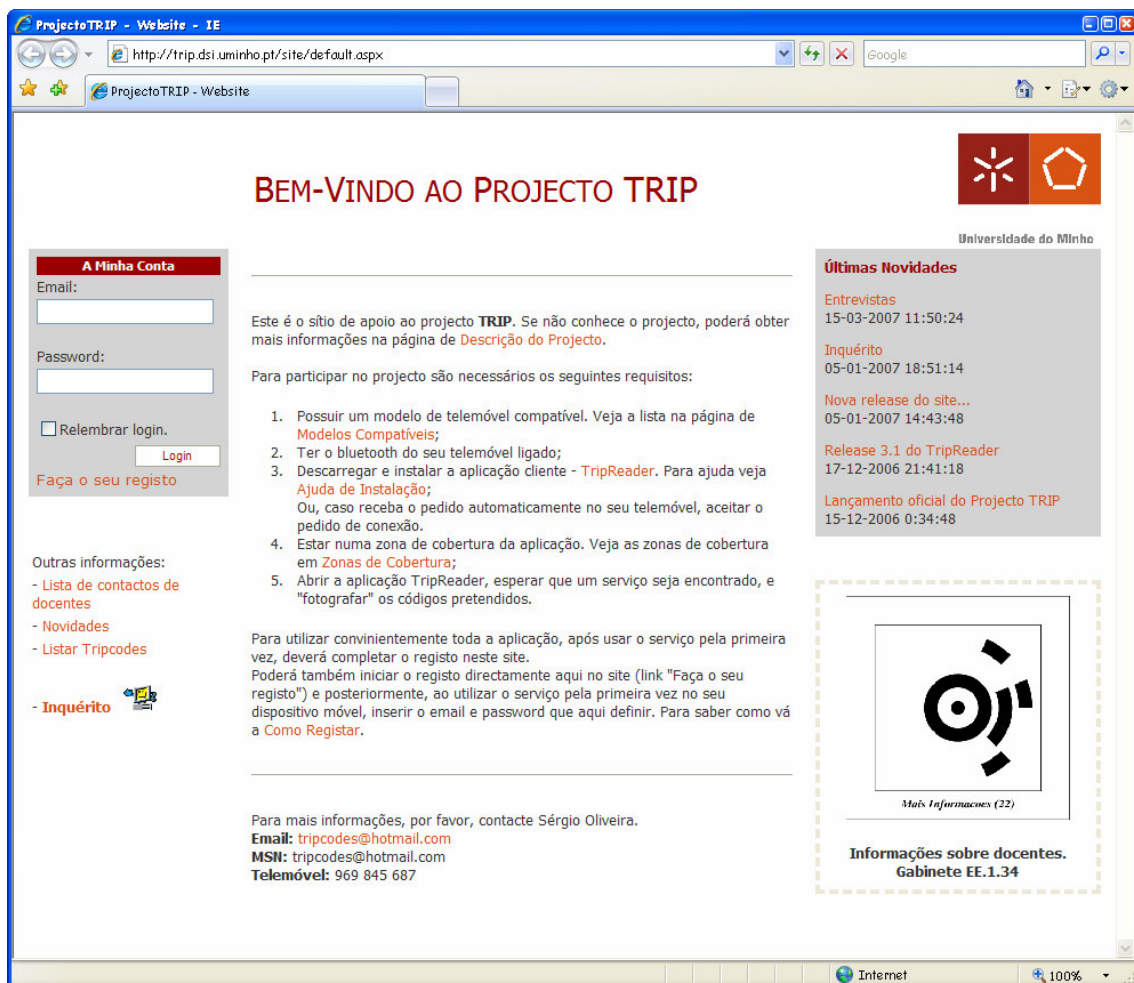 ProjectoTRIP - Website - IE
http://trip.dsi.uminho.pt/site/default.aspx
Google
ProjectoTRIP - Website
BEM-VINDO AO PROJECTO TRIP
Universidade do Minho
A Minha Conta
Email:
Password:
Relembrar login.
Login
Faça o seu registo
Outras informações:
- Lista de contactos de
docentes
- Novidades
- Listar Tripcodes
- Inquérito
Este é o sítio de apoio ao projecto TRIP. Se não conhece o projecto, poderá obter
mais informações na página de Descrição do Projecto.
Para participar no projecto são necessários os seguintes requisitos:
1. Possuir um modelo de telemóvel compatível. Veja a lista na página de
Modelos Compatíveis;
2. Ter o bluetooth do seu telemóvel ligado;
3. Descarregar e instalar a aplicação cliente - TripReader. Para ajuda veja
Ajuda de Instalação;
Ou, caso receba o pedido automaticamente no seu telemóvel, aceitar o
pedido de conexão.
4. Estar numa zona de cobertura da aplicação. Veja as zonas de cobertura
em Zonas de Cobertura;
5. Abrir a aplicação TripReader, esperar que um serviço seja encontrado, e
"fotografar" os códigos pretendidos.
Para utilizar convinientemente toda a aplicação, após usar o serviço pela primeira
vez, deverá completar o registo neste site.
Poderá também iniciar o registo directamente aqui no site (link "Faça o seu
registo") e posteriormente, ao utilizar o serviço pela primeira vez no seu
dispositivo móvel, inserir o email e password que aqui definir. Para saber como vá
a Como Registar.
Para mais informações, por favor, contacte Sérgio Oliveira.
Email: tripcodes@hotmail.com
MSN: tripcodes@hotmail.com
Telemóvel: 969 845 687
Últimas Novidades
Entrevistas
15-03-2007 11:50:24
Inquérito
05-01-2007 18:51:14
Nova release do site...
05-01-2007 14:43:48
Release 3.1 do TripReader
17-12-2006 21:41:18
Lançamento oficial do Projecto TRIP
15-12-2006 0:34:48
Mais Informacoes (22)
Informações sobre docentes.
Gabinete EE.1.34
Internet
100%